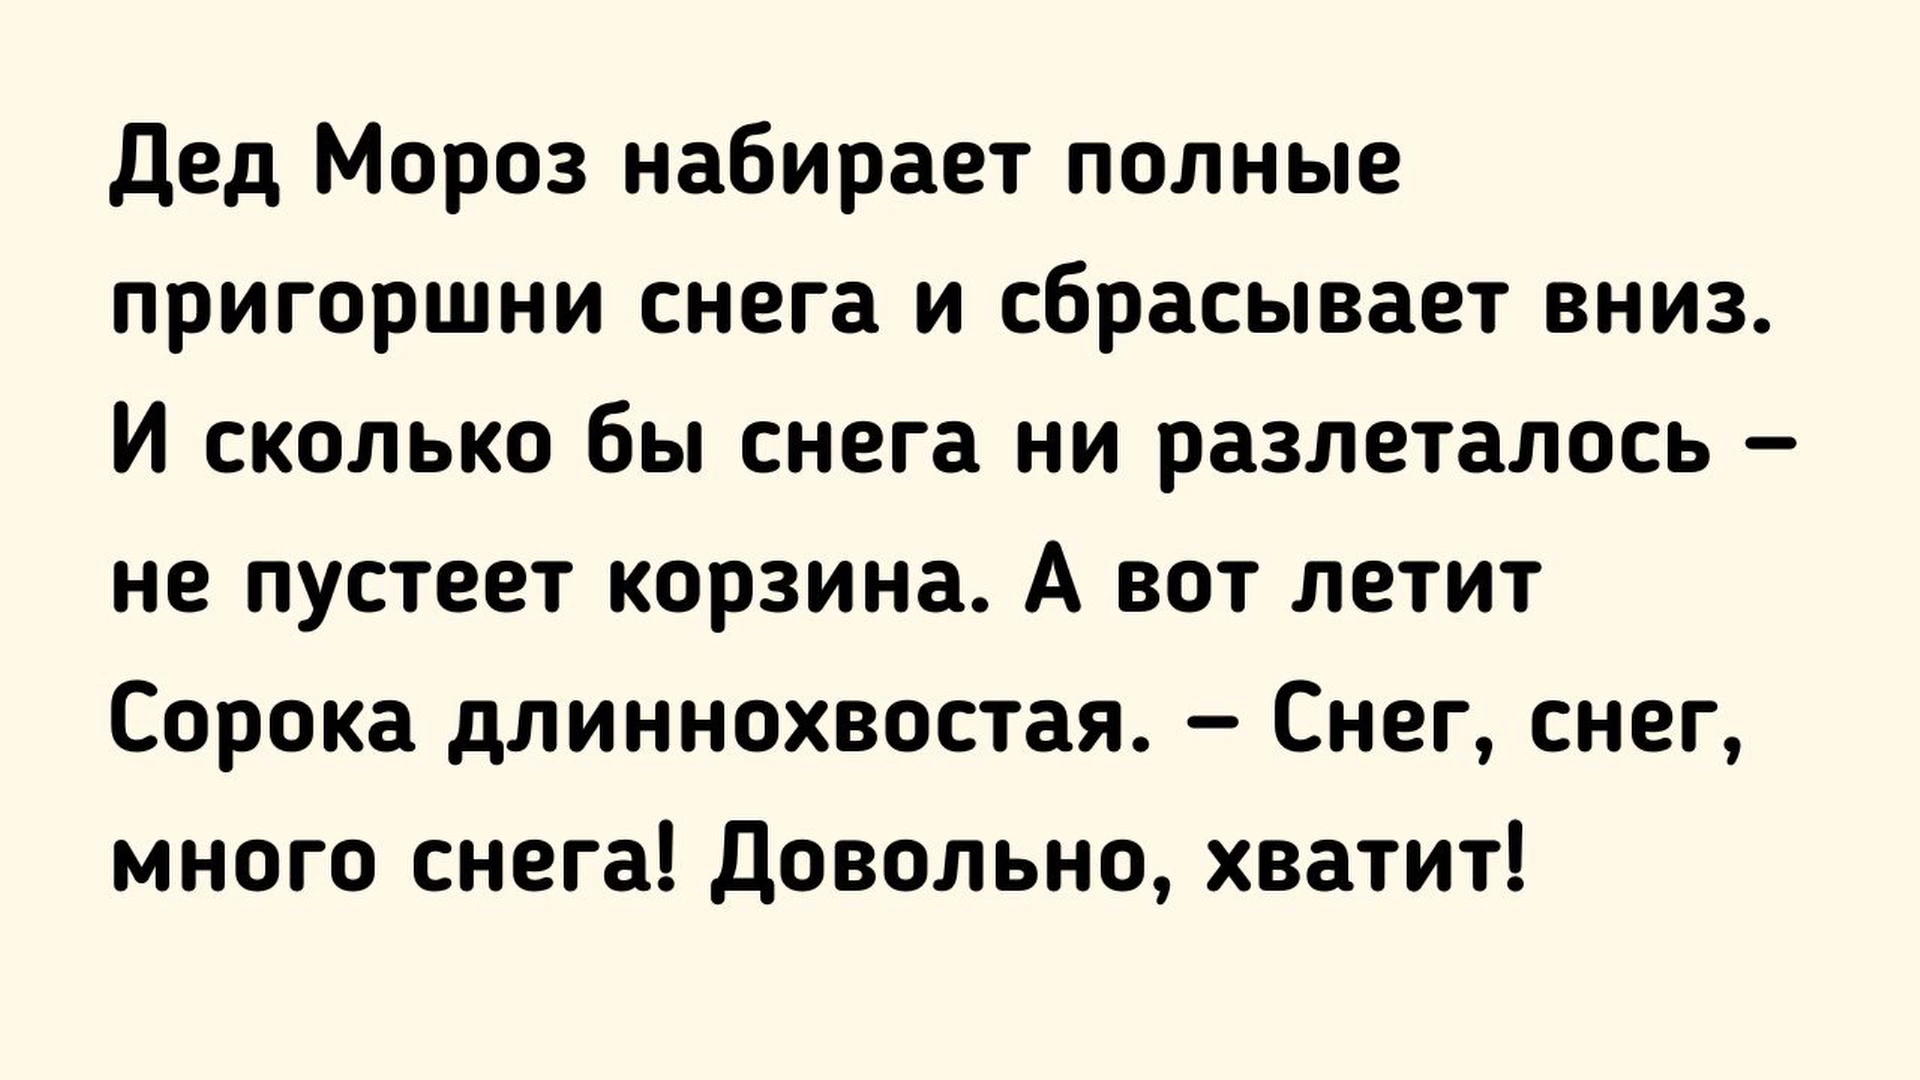 Дед Мороз набирает полные
пригоршни снега и сбрасывает вниз.
И сколько бы снега ни разлеталось –
не пустеет корзина. А вот летит
Сорока длиннохвостая. – Снег, снег,
много снега! Довольно, хватит!